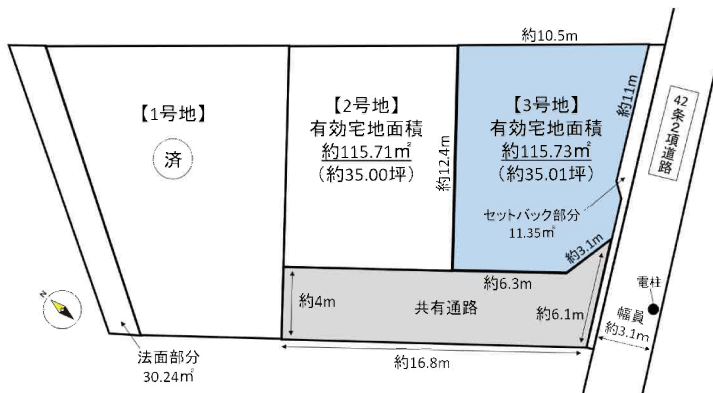 約10.5m
【1号地】
済
【2号地】
有効宅地面積
約115.71㎡
（約35.00坪）
約12.4m
【3号地】
有効宅地面積
約115.73㎡
（約35.01坪）
約11m
42条2項道路
セットバック部分
11.35㎡
約3.1m
約6.3m
約4m
共有通路
約6.1m
電柱
幅員
約3.1m
N
法面部分
30.24㎡
約16.8m